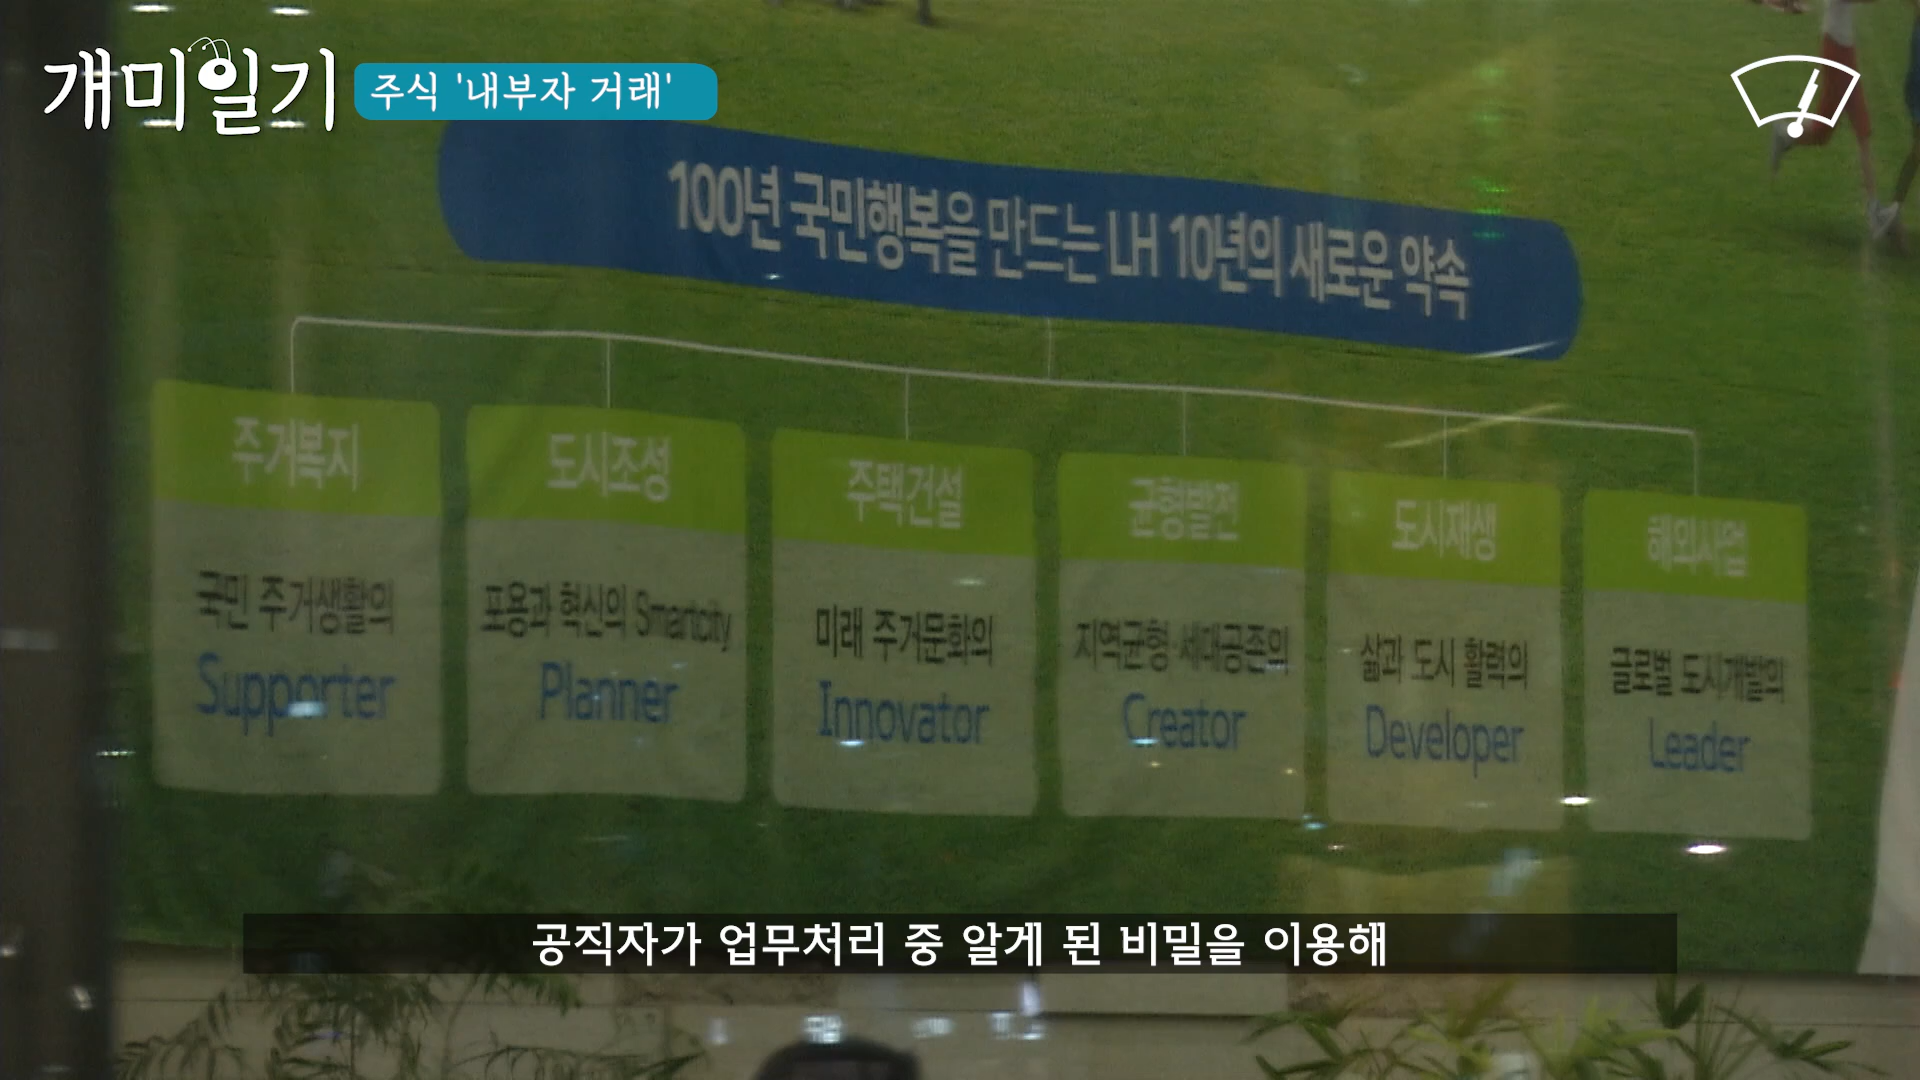 개미일기
주식 '내부자 거래'
100년 국민행복을 만드는 LH 10년의 새로운 약속
주거복지
국민 주거생활의
Supporter
도시조성
포용과 혁신의 Smartcity
Planner
주택건설
미래 주거문화의
Innovator
균형발전
지역균형·세대공존의
Creator
도시재생
삶과 도시 활력의
Developer
해외사업
글로벌 도시개발의
Leader
공직자가 업무처리 중 알게 된 비밀을 이용해